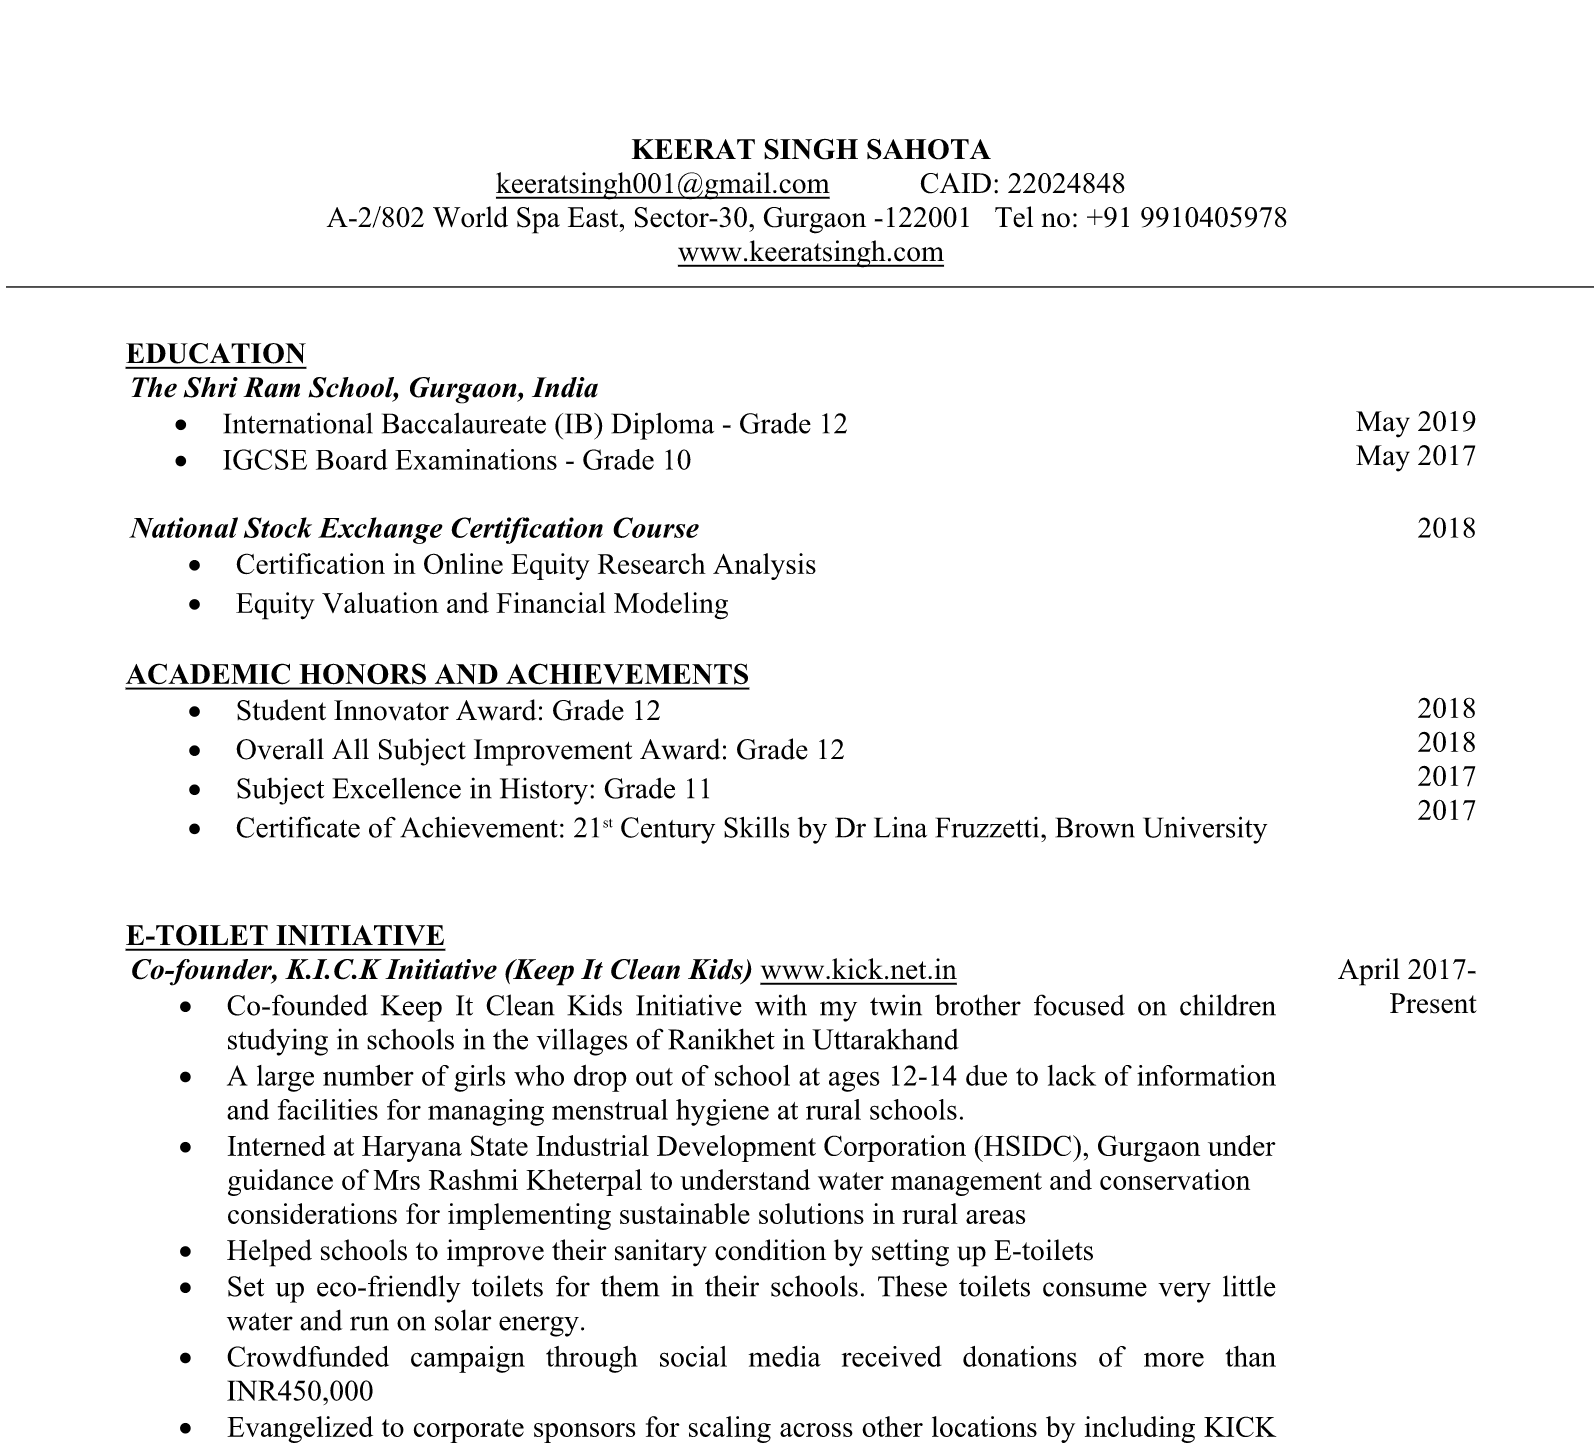 KEERAT SINGH SAHOTA
keeratsingh001@gmail.com CAID: 22024848
A-2/802 World Spa East, Sector-30, Gurgaon -122001 Tel no: +91 9910405978
www.keeratsingh.com
EDUCATION
The Shri Ram School, Gurgaon, India
• International Baccalaureate (IB) Diploma - Grade 12 May 2019
• IGCSE Board Examinations - Grade 10 May 2017
National Stock Exchange Certification Course 2018
• Certification in Online Equity Research Analysis
• Equity Valuation and Financial Modeling
ACADEMIC HONORS AND ACHIEVEMENTS
• Student Innovator Award: Grade 12 2018
• Overall All Subject Improvement Award: Grade 12 2018
• Subject Excellence in History: Grade 11 2017
• Certificate of Achievement: 21st Century Skills by Dr Lina Fruzzetti, Brown University 2017
E-TOILET INITIATIVE
Co-founder, K.I.C.K Initiative (Keep It Clean Kids) www.kick.net.in April 2017-
Present
• Co-founded Keep It Clean Kids Initiative with my twin brother focused on children
studying in schools in the villages of Ranikhet in Uttarakhand
• A large number of girls who drop out of school at ages 12-14 due to lack of information
and facilities for managing menstrual hygiene at rural schools.
• Interned at Haryana State Industrial Development Corporation (HSIDC), Gurgaon under
guidance of Mrs Rashmi Kheterpal to understand water management and conservation
considerations for implementing sustainable solutions in rural areas
• Helped schools to improve their sanitary condition by setting up E-toilets
• Set up eco-friendly toilets for them in their schools. These toilets consume very little
water and run on solar energy.
• Crowdfunded campaign through social media received donations of more than
INR450,000
• Evangelized to corporate sponsors for scaling across other locations by including KICK